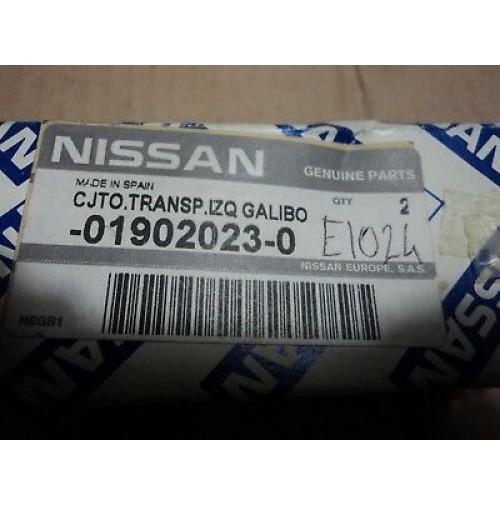 NISSAN
GENUINE PARTS
MADE IN SPAIN
CJTO.TRANSP.IZQ GALIBO
QTY 2
-01902023-0
E1024
NISSAN EUROPE, S.A.S.
NEGB1